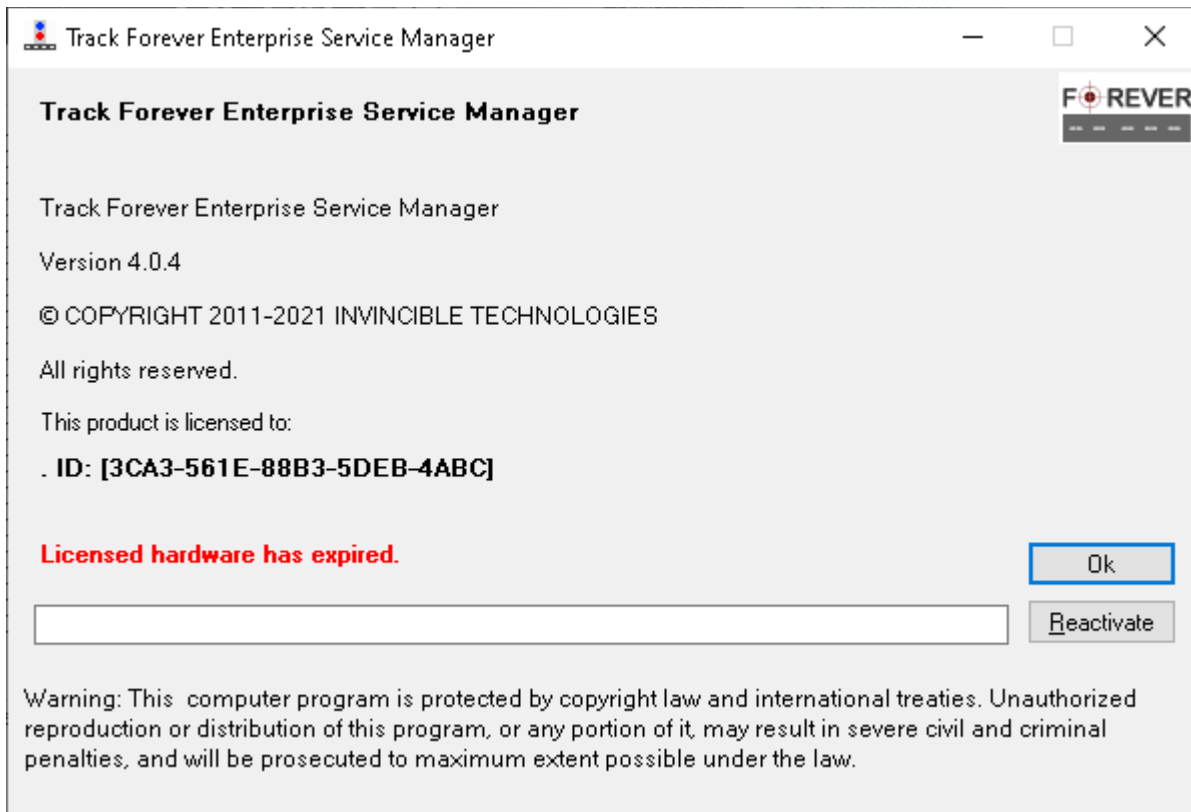 Track Forever Enterprise Service Manager
F REVER
Track Forever Enterprise Service Manager
Track Forever Enterprise Service Manager
Version 4.0.4
© COPYRIGHT 2011-2021 INVINCIBLE TECHNOLOGIES
All rights reserved.
This product is licensed to:
. ID: [3CA3-561E-88B3-5DEB-4ABC]
Licensed hardware has expired.
Ok
Reactivate
Warning: This  computer program is protected by copyright law and international treaties. Unauthorized
reproduction or distribution of this program, or any portion of it, may result in severe civil and criminal
penalties, and will be prosecuted to maximum extent possible under the law.